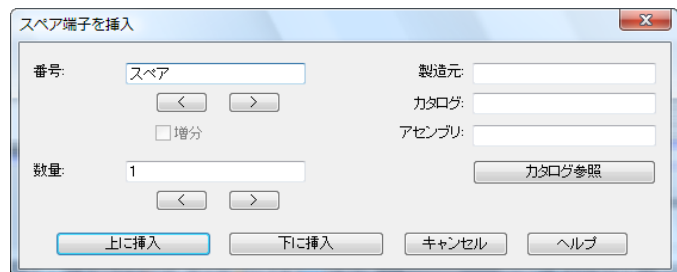 スペア端子を挿入
番号: スペア
< >
増分
数量: 1
< >
製造元:
カタログ:
アセンブリ:
カタログ参照
上に挿入 下に挿入 キャンセル ヘルプ